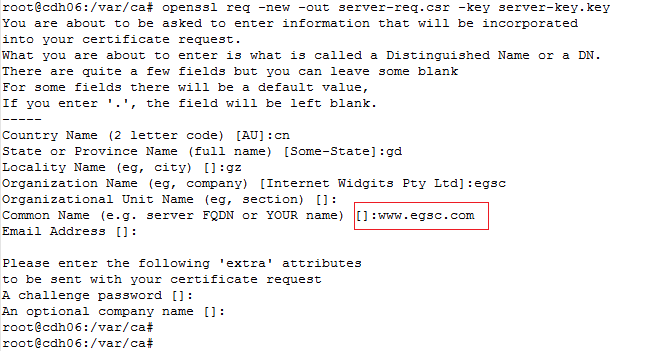 root@cdh06:/var/ca# openssl req -new -out server-req.csr -key server-key.key
You are about to be asked to enter information that will be incorporated
into your certificate request.
What you are about to enter is what is called a Distinguished Name or a DN.
There are quite a few fields but you can leave some blank
For some fields there will be a default value,
If you enter '.', the field will be left blank.
-----
Country Name (2 letter code) [AU]:cn
State or Province Name (full name) [Some-State]:gd
Locality Name (eg, city) []:gz
Organization Name (eg, company) [Internet Widgits Pty Ltd]:egsc
Organizational Unit Name (eg, section) []:
Common Name (e.g. server FQDN or YOUR name) []:www.egsc.com
Email Address []:

Please enter the following 'extra' attributes
to be sent with your certificate request
A challenge password []:
An optional company name []:
root@cdh06:/var/ca#
root@cdh06:/var/ca#